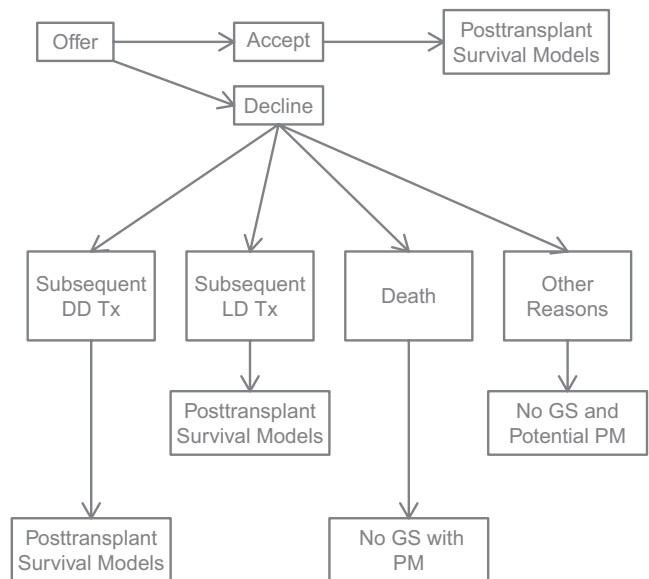 Offer
Accept
Posttransplant
Survival Models
Decline
Subsequent
DD Tx
Subsequent
LD Tx
Death
Other
Reasons
Posttransplant
Survival Models
No GS and
Potential PM
Posttransplant
Survival Models
No GS with
PM